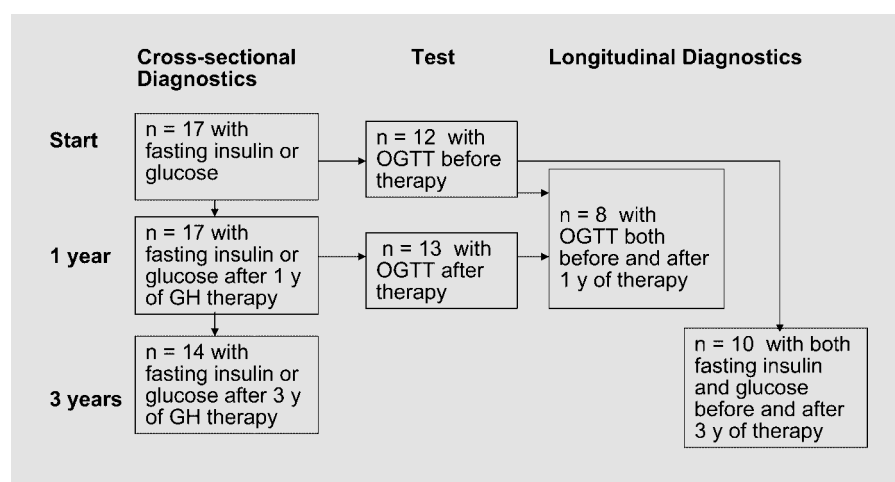 Cross-sectional
Diagnostics
Test
Longitudinal Diagnostics
Start
n = 17 with
fasting insulin or
glucose
n = 12 with
OGTT before
therapy
1 year
n = 17 with
fasting insulin or
glucose after 1 y
of GH therapy
n = 13 with
OGTT after
therapy
n = 8 with
OGTT both
before and after
1 y of therapy
3 years
n = 14 with
fasting insulin or
glucose after 3 y
of GH therapy
n = 10 with both
fasting insulin
and glucose
before and after
3 y of therapy